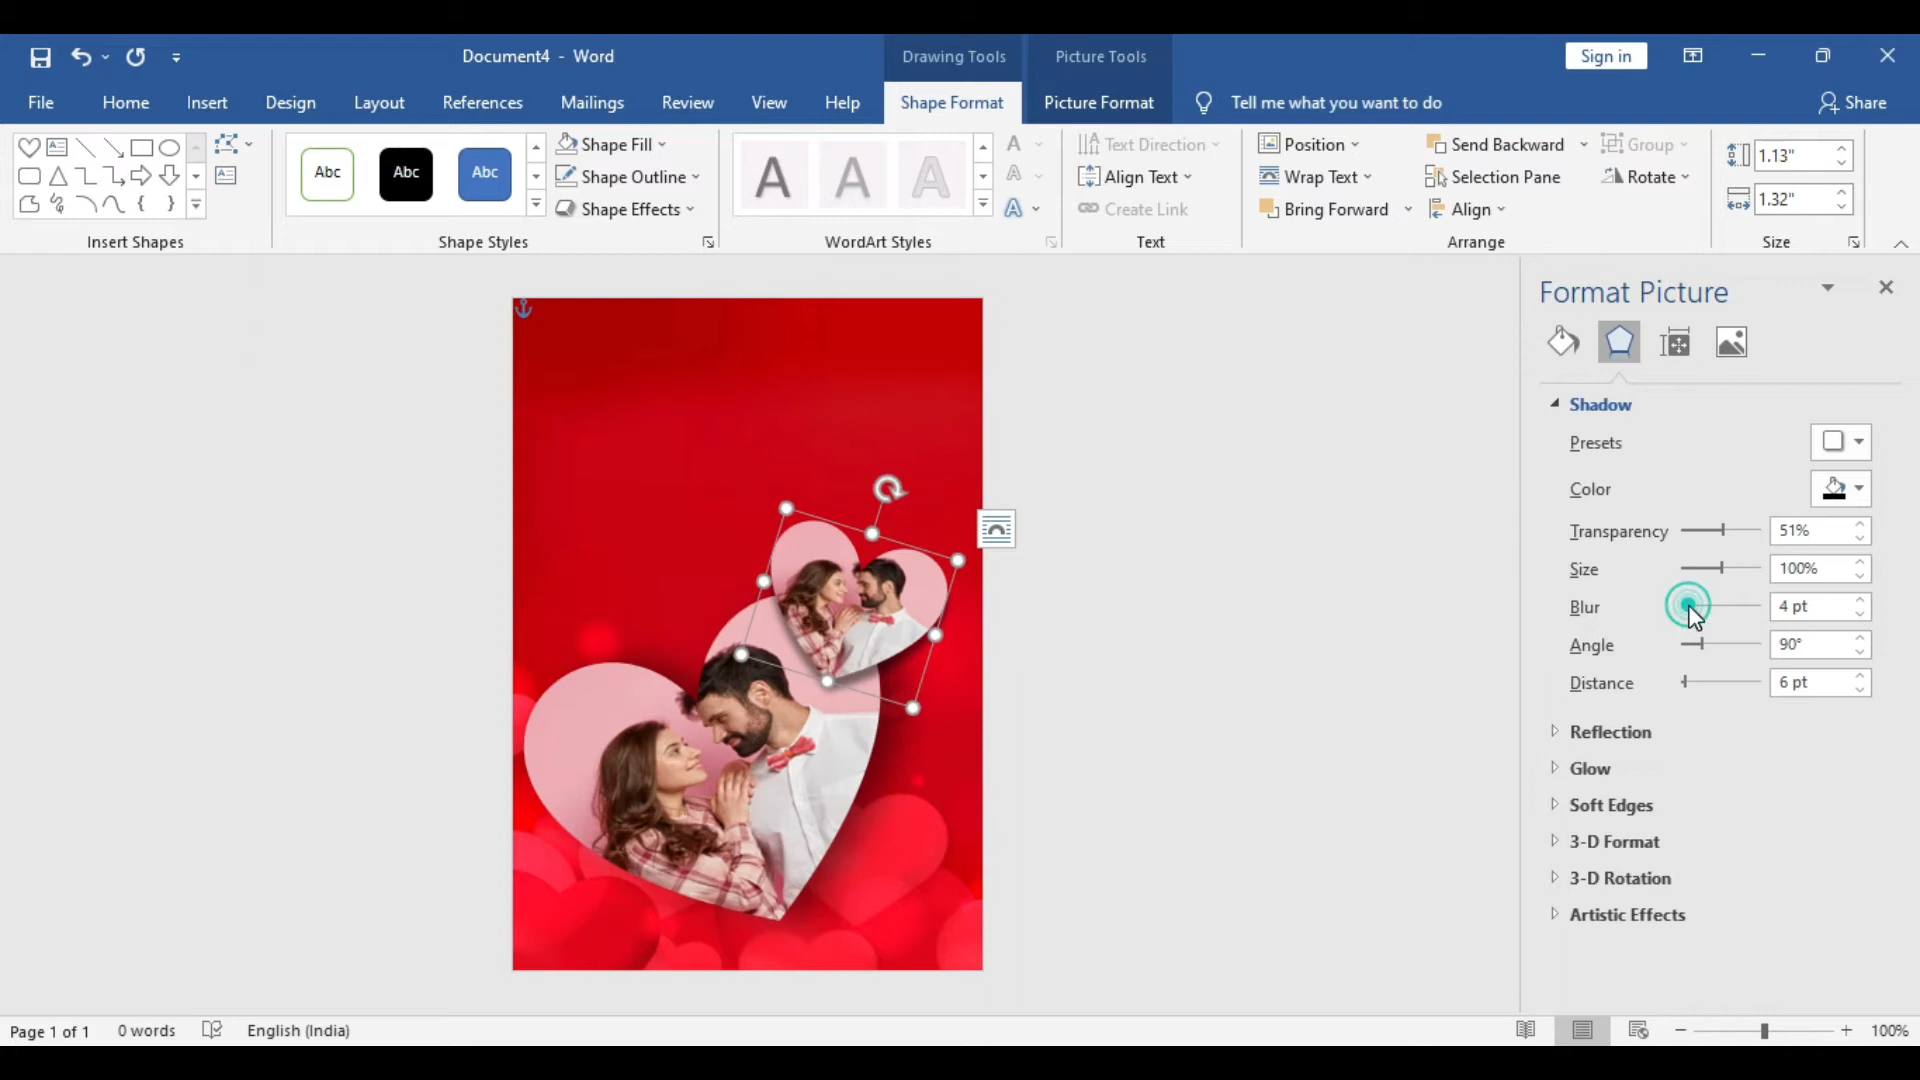 Document4 - Word
Drawing Tools
Picture Tools
Sign in
File
Home
Insert
Design
Layout
References
Mailings
Review
View
Help
Shape Format
Picture Format
Tell me what you want to do
Share
Abc
Abc
Abc
Shape Fill
Shape Outline
Shape Effects
A
A
A
A
A
A
Text Direction
Align Text
Create Link
Position
Wrap Text
Bring Forward
Send Backward
Selection Pane
Align
Group
Rotate
1.13"
1.32"
Insert Shapes
Shape Styles
WordArt Styles
Text
Arrange
Size
Format Picture
Shadow
Presets
Color
Transparency 51%
Size 100%
Blur 4 pt
Angle 90°
Distance 6 pt
Reflection
Glow
Soft Edges
3-D Format
3-D Rotation
Artistic Effects
Page 1 of 1
0 words
English (India)
100%